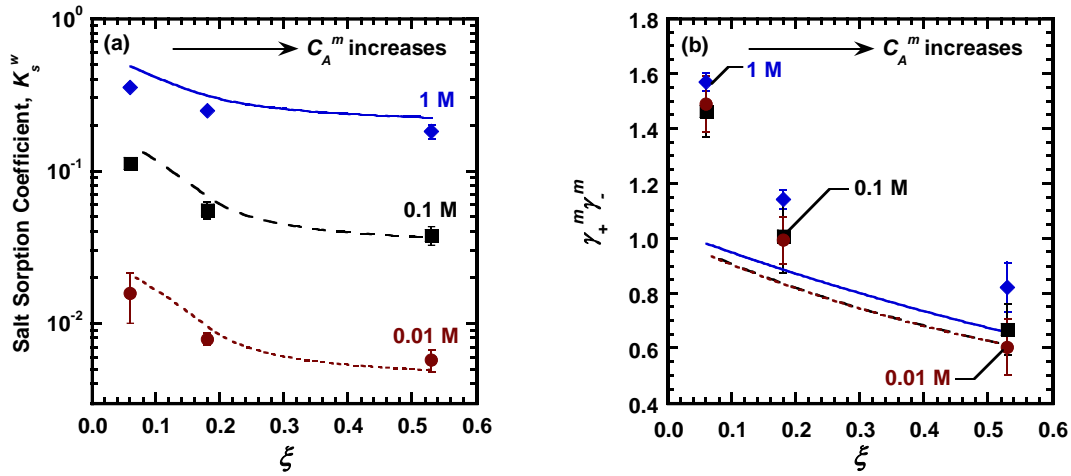 (a)
C_A^m increases
Salt Sorption Coefficient, K_s^w
10^0
10^-1
10^-2
1 M
0.1 M
0.01 M
0.0 0.1 0.2 0.3 0.4 0.5 0.6
ξ
(b)
C_A^m increases
γ_+^m γ_-^m
1.8
1.6
1.4
1.2
1.0
0.8
0.6
0.4
1 M
0.1 M
0.01 M
0.0 0.1 0.2 0.3 0.4 0.5 0.6
ξ